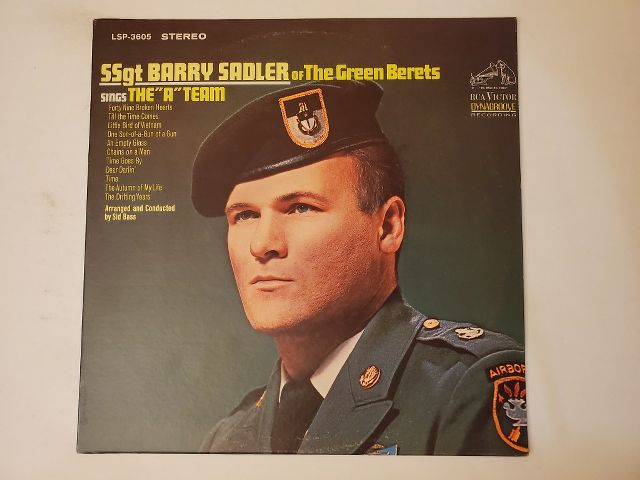 LSP-3605 STEREO
SSgt BARRY SADLER OF The Green Berets
SINGS THE "A" TEAM
Forty Nine Broken Hearts
Till the Time Comes
Little Bird of Vietnam
One Son-of-a-Gun of a Gun
An Empty Glass
Chains on a Man
Time Goes By
Dear Darlin'
Time
The Autumn of My Life
The Drifting Years
Arranged and Conducted
by Sid Bass
RCA VICTOR
DYNAGROOVE
RECORDING
AIRBOR